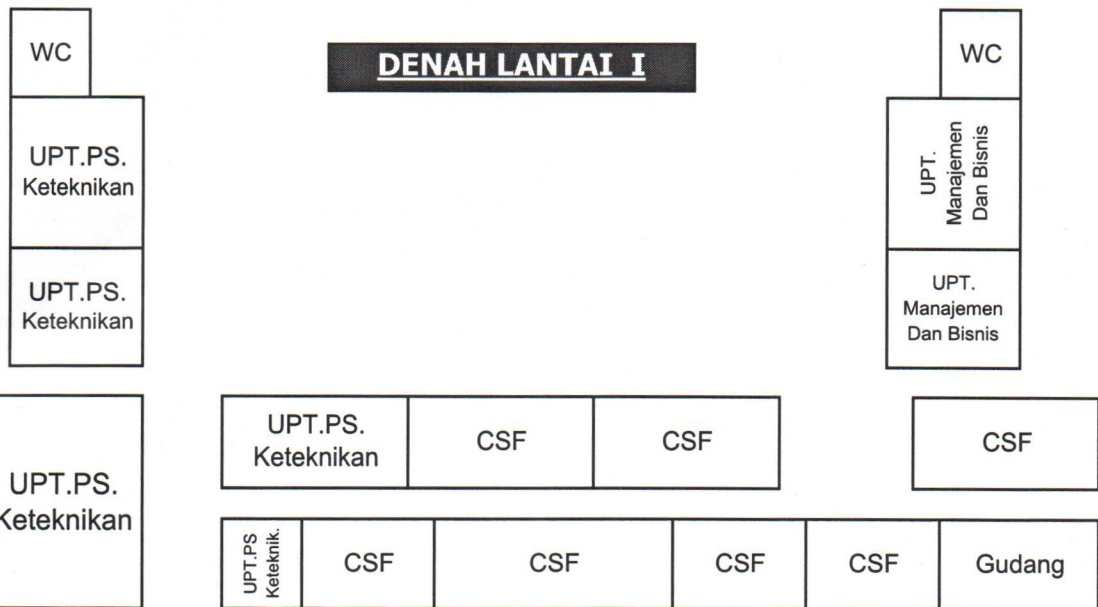 WC
DENAH LANTAI I
WC
UPT.PS.
Keteknikan
UPT.
Manajemen
Dan Bisnis
UPT.PS.
Keteknikan
UPT.
Manajemen
Dan Bisnis
UPT.PS.
Keteknikan
UPT.PS.
Keteknikan
CSF
CSF
CSF
UPT.PS
Keteknik.
CSF
CSF
CSF
CSF
Gudang